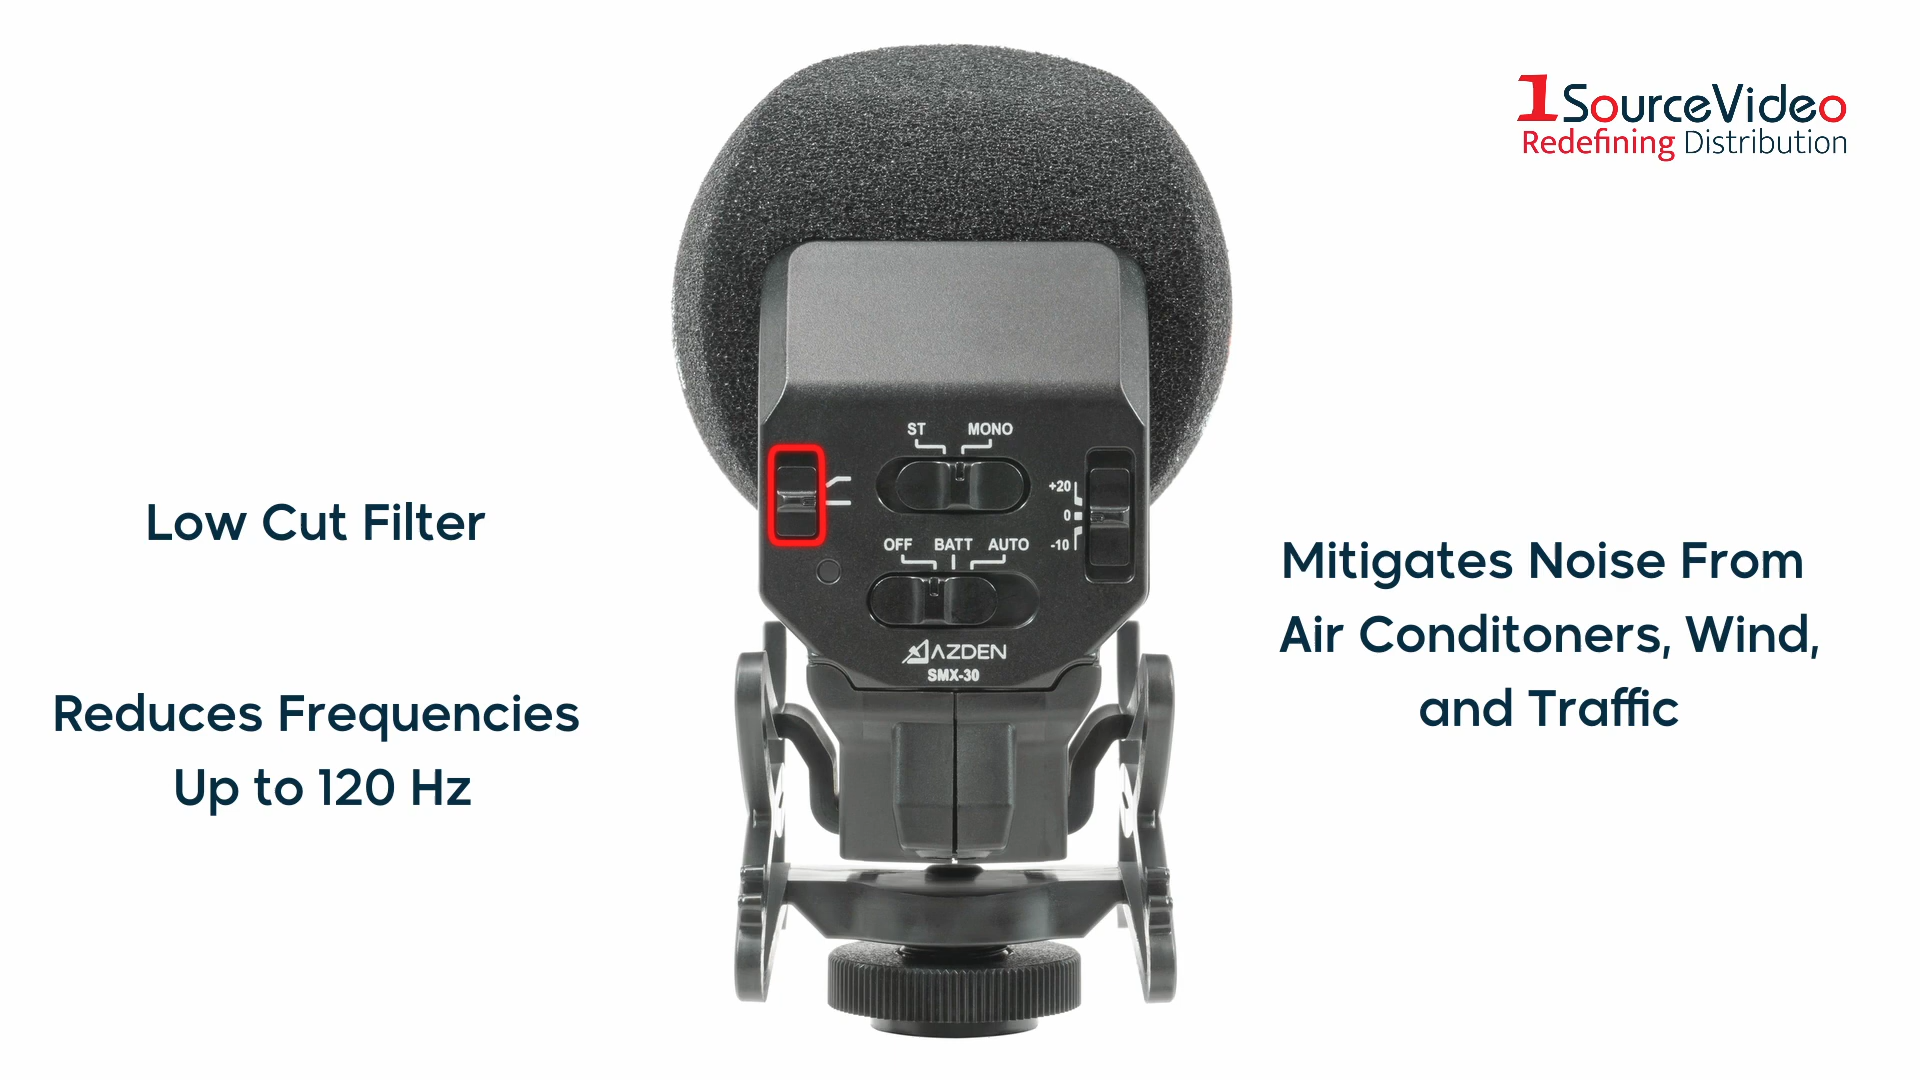 1SourceVideo
Redefining Distribution
ST MONO
+20
0
-10
OFF BATT AUTO
AZDEN
SMX-30
Low Cut Filter
Reduces Frequencies
Up to 120 Hz
Mitigates Noise From
Air Conditoners, Wind,
and Traffic